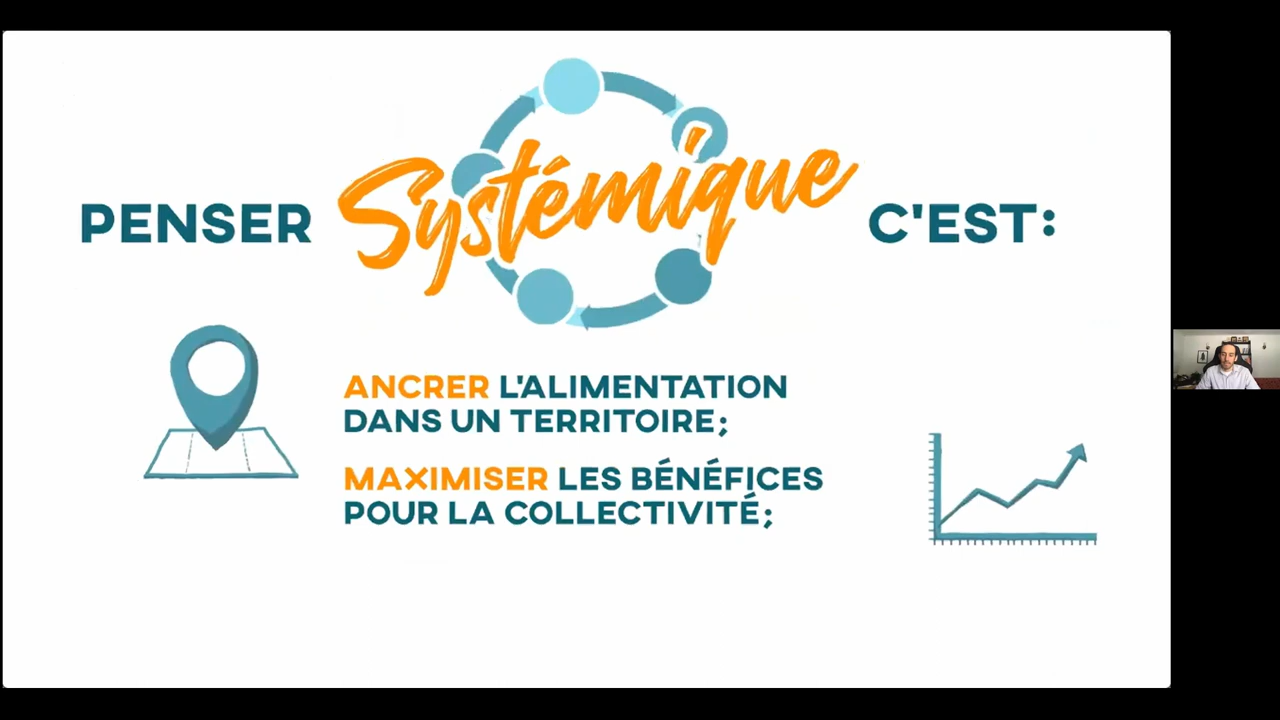 PENSER Systémique C'EST:
ANCRER L'ALIMENTATION
DANS UN TERRITOIRE;
MAXIMISER LES BÉNÉFICES
POUR LA COLLECTIVITÉ;